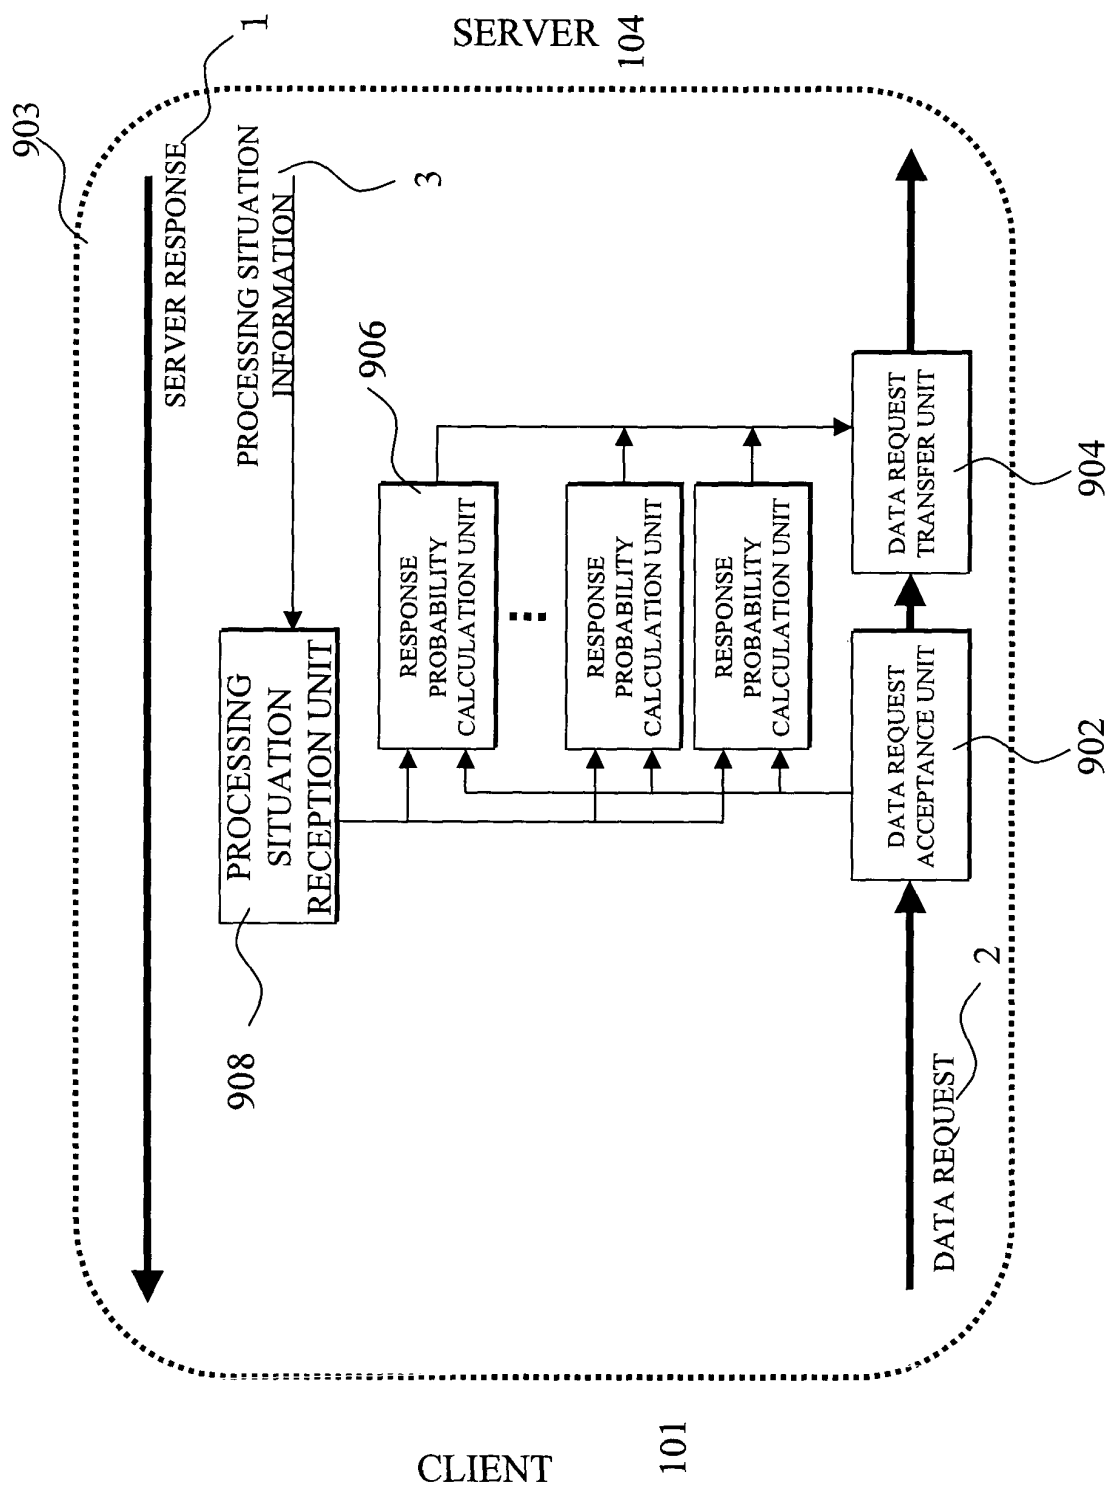 SERVER 104
903
1
SERVER RESPONSE
PROCESSING SITUATION
INFORMATION
3
906
PROCESSING
SITUATION
RECEPTION UNIT
908
RESPONSE
PROBABILITY
CALCULATION UNIT
RESPONSE
PROBABILITY
CALCULATION UNIT
RESPONSE
PROBABILITY
CALCULATION UNIT
DATA REQUEST
TRANSFER UNIT
904
DATA REQUEST
ACCEPTANCE UNIT
902
DATA REQUEST
2
CLIENT
101